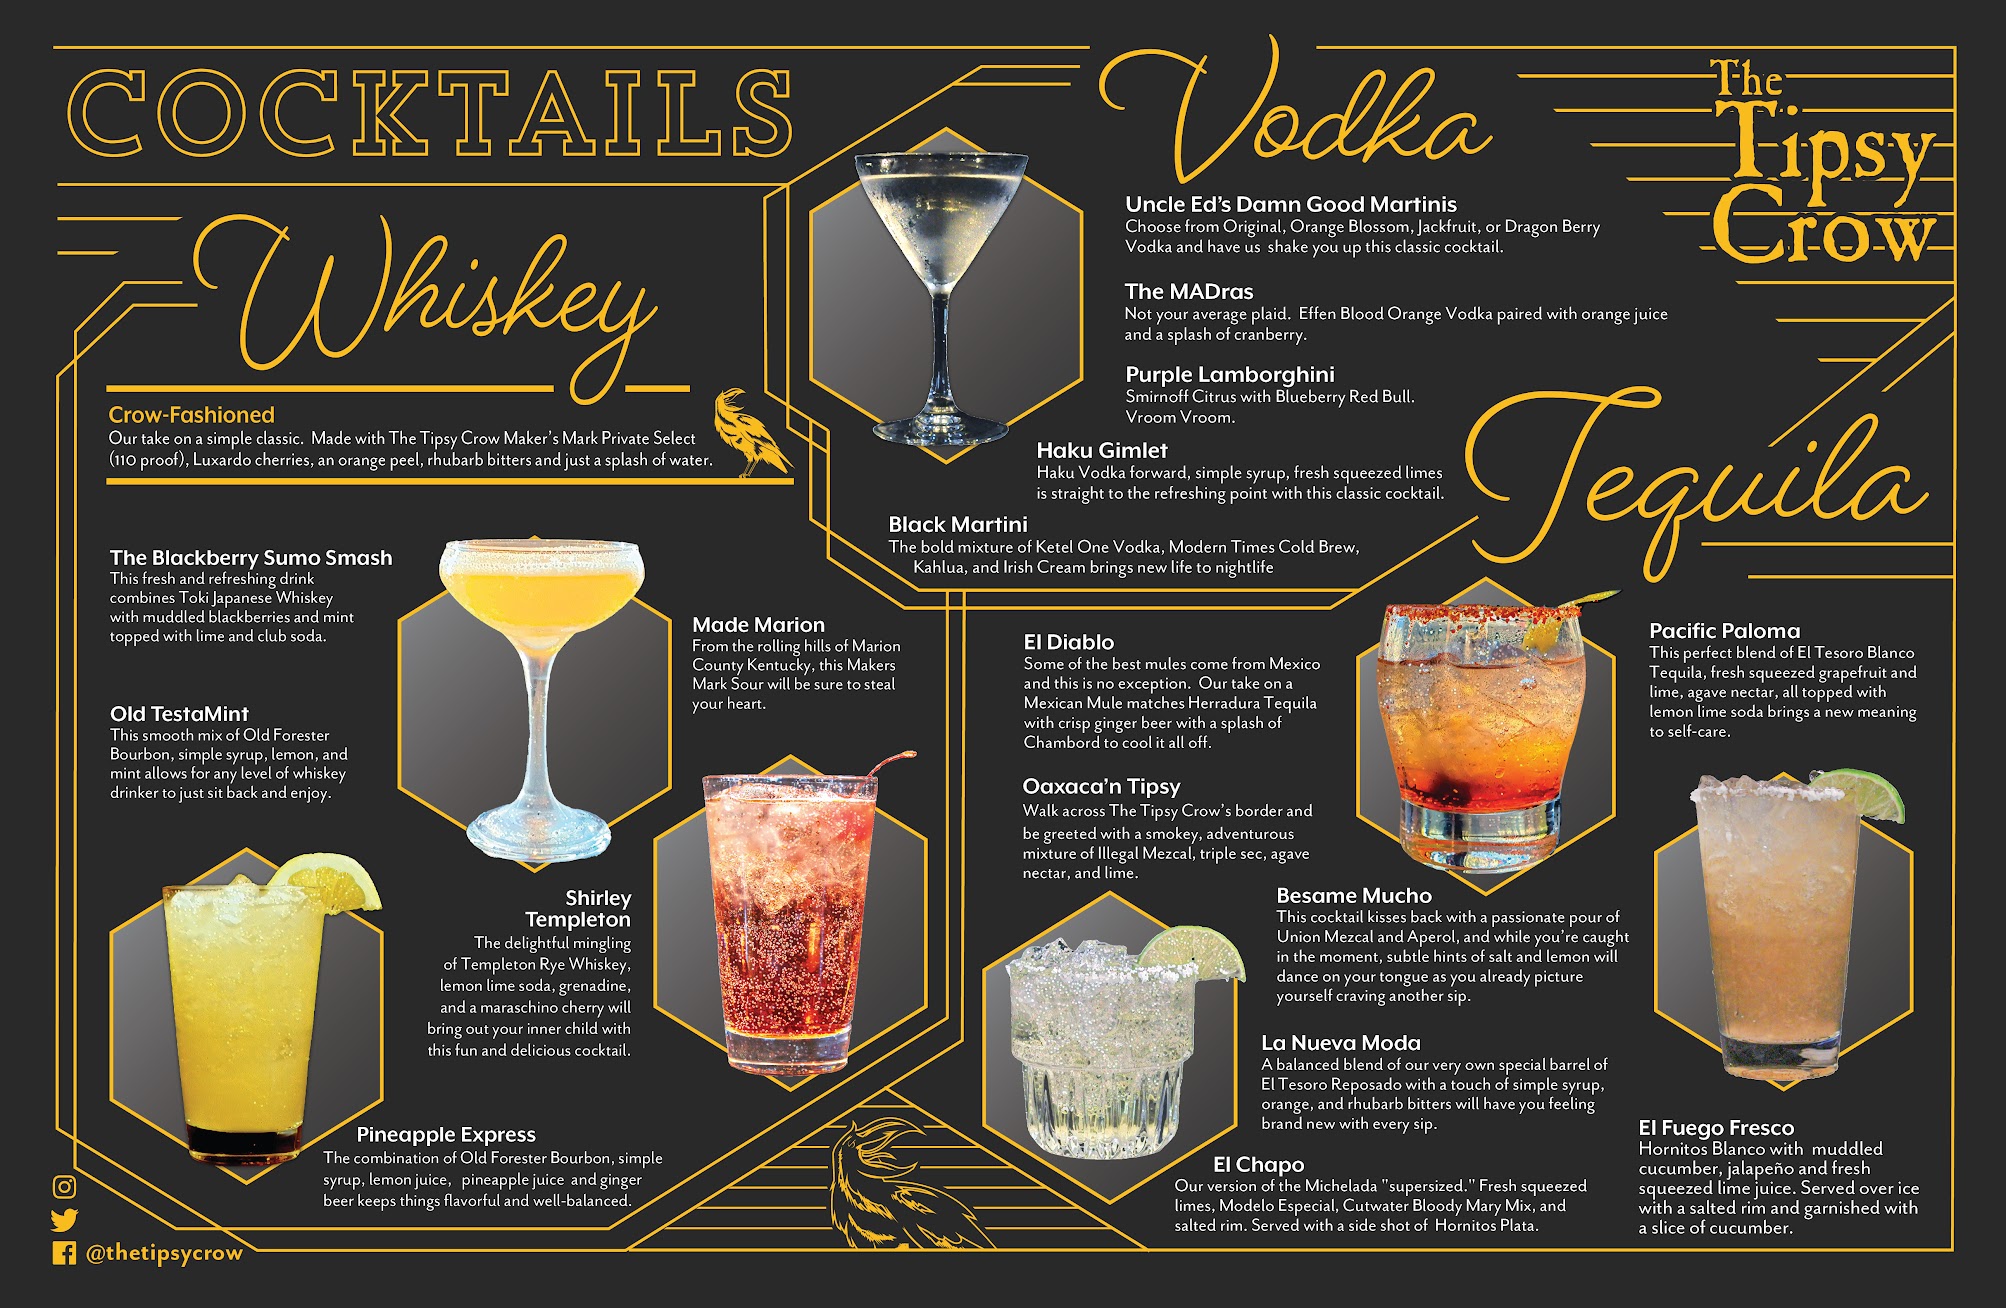 COCKTAILS
Whiskey
Crow-Fashioned
Our take on a simple classic. Made with The Tipsy Crow Maker's Mark Private Select
(110 proof), Luxardo cherries, an orange peel, rhubarb bitters and just a splash of water.
The Blackberry Sumo Smash
This fresh and refreshing drink
combines Toki Japanese Whiskey
with muddled blackberries and mint
topped with lime and club soda.
Old TestaMint
This smooth mix of Old Forester
Bourbon, simple syrup, lemon, and
mint allows for any level of whiskey
drinker to just sit back and enjoy.
Made Marion
From the rolling hills of Marion
County Kentucky, this Makers
Mark Sour will be sure to steal
your heart.
Shirley
Templeton
The delightful mingling
of Templeton Rye Whiskey,
lemon lime soda, grenadine,
and a maraschino cherry will
bring out your inner child with
this fun and delicious cocktail.
Pineapple Express
The combination of Old Forester Bourbon, simple
syrup, lemon juice, pineapple juice and ginger
beer keeps things flavorful and well-balanced.
@thetipsycrow
Vodka
The
Tipsy
Crow
Uncle Ed's Damn Good Martinis
Choose from Original, Orange Blossom, Jackfruit, or Dragon Berry
Vodka and have us shake you up this classic cocktail.
The MADras
Not your average plaid. Effen Blood Orange Vodka paired with orange juice
and a splash of cranberry.
Purple Lamborghini
Smirnoff Citrus with Blueberry Red Bull.
Vroom Vroom.
Haku Gimlet
Haku Vodka forward, simple syrup, fresh squeezed limes
is straight to the refreshing point with this classic cocktail.
Black Martini
The bold mixture of Ketel One Vodka, Modern Times Cold Brew,
Kahlua, and Irish Cream brings new life to nightlife
Tequila
El Diablo
Some of the best mules come from Mexico
and this is no exception. Our take on a
Mexican Mule matches Herradura Tequila
with crisp ginger beer with a splash of
Chambord to cool it all off.
Oaxaca'n Tipsy
Walk across The Tipsy Crow's border and
be greeted with a smokey, adventurous
mixture of Illegal Mezcal, triple sec, agave
nectar, and lime.
Pacific Paloma
This perfect blend of El Tesoro Blanco
Tequila, fresh squeezed grapefruit and
lime, agave nectar, all topped with
lemon lime soda brings a new meaning
to self-care.
Besame Mucho
This cocktail kisses back with a passionate pour of
Union Mezcal and Aperol, and while you're caught
in the moment, subtle hints of salt and lemon will
dance on your tongue as you already picture
yourself craving another sip.
La Nueva Moda
A balanced blend of our very own special barrel of
El Tesoro Reposado with a touch of simple syrup,
orange, and rhubarb bitters will have you feeling
brand new with every sip.
El Chapo
Our version of the Michelada "supersized." Fresh squeezed
limes, Modelo Especial, Cutwater Bloody Mary Mix, and
salted rim. Served with a side shot of Hornitos Plata.
El Fuego Fresco
Hornitos Blanco with muddled
cucumber, jalapeño and fresh
squeezed lime juice. Served over ice
with a salted rim and garnished with
a slice of cucumber.